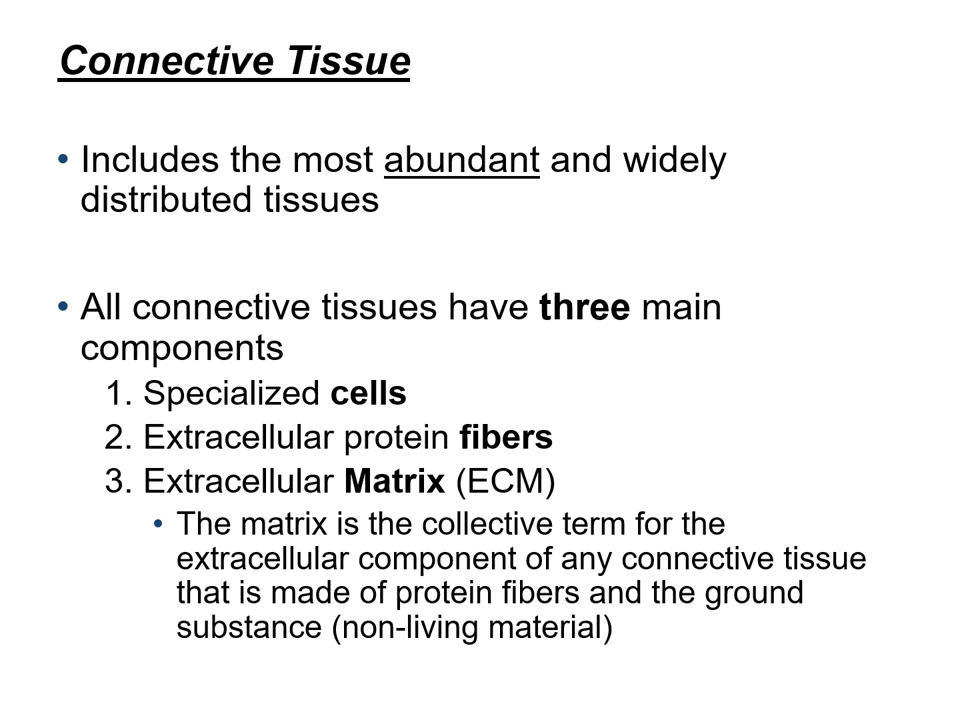 Connective Tissue
• Includes the most abundant and widely
distributed tissues
• All connective tissues have three main
components
1. Specialized cells
2. Extracellular protein fibers
3. Extracellular Matrix (ECM)
• The matrix is the collective term for the
extracellular component of any connective tissue
that is made of protein fibers and the ground
substance (non-living material)